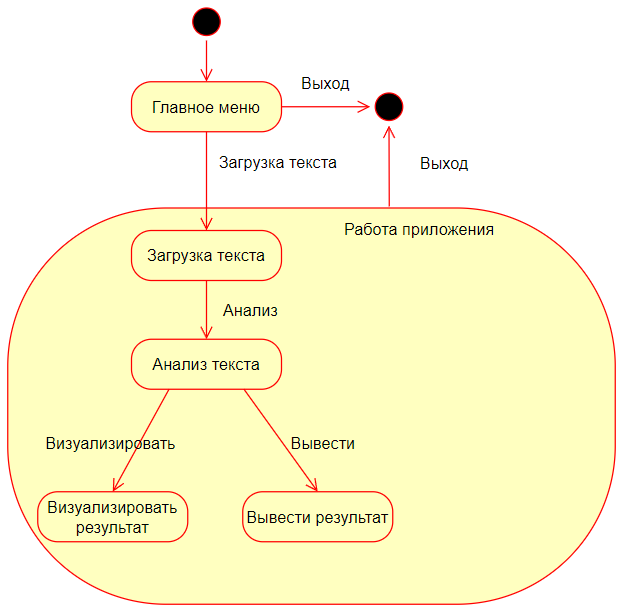 Выход
Главное меню
Загрузка текста
Выход
Работа приложения
Загрузка текста
Анализ
Анализ текста
Визуализировать
Вывести
Визуализировать
результат
Вывести результат